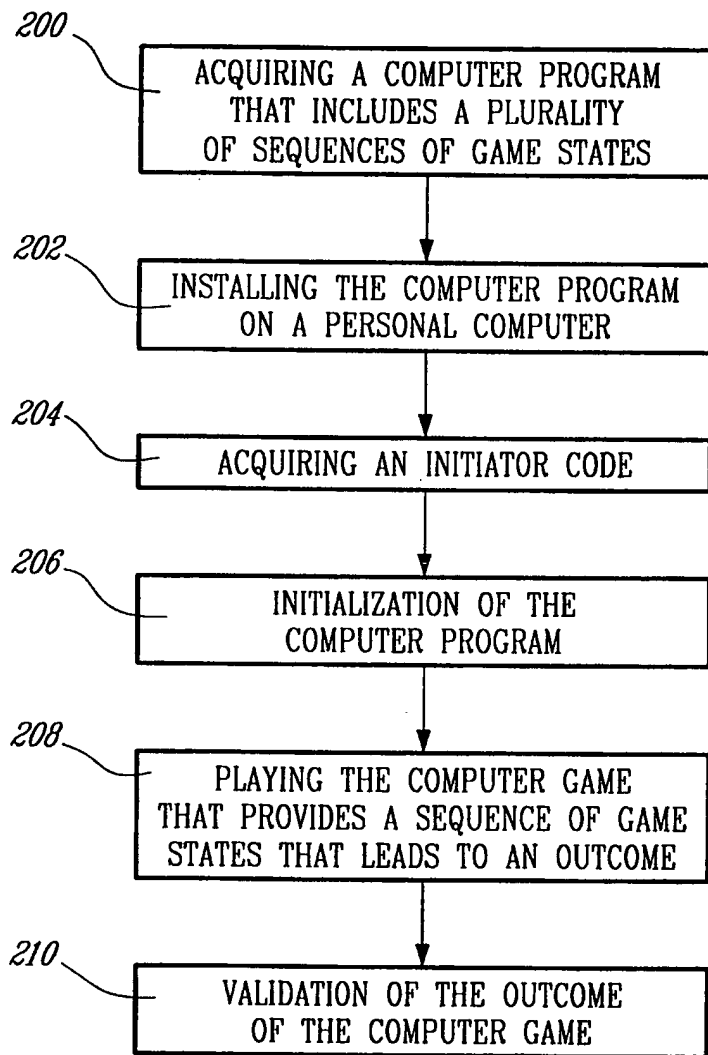 200
ACQUIRING A COMPUTER PROGRAM
THAT INCLUDES A PLURALITY
OF SEQUENCES OF GAME STATES
202
INSTALLING THE COMPUTER PROGRAM
ON A PERSONAL COMPUTER
204
ACQUIRING AN INITIATOR CODE
206
INITIALIZATION OF THE
COMPUTER PROGRAM
208
PLAYING THE COMPUTER GAME
THAT PROVIDES A SEQUENCE OF GAME
STATES THAT LEADS TO AN OUTCOME
210
VALIDATION OF THE OUTCOME
OF THE COMPUTER GAME